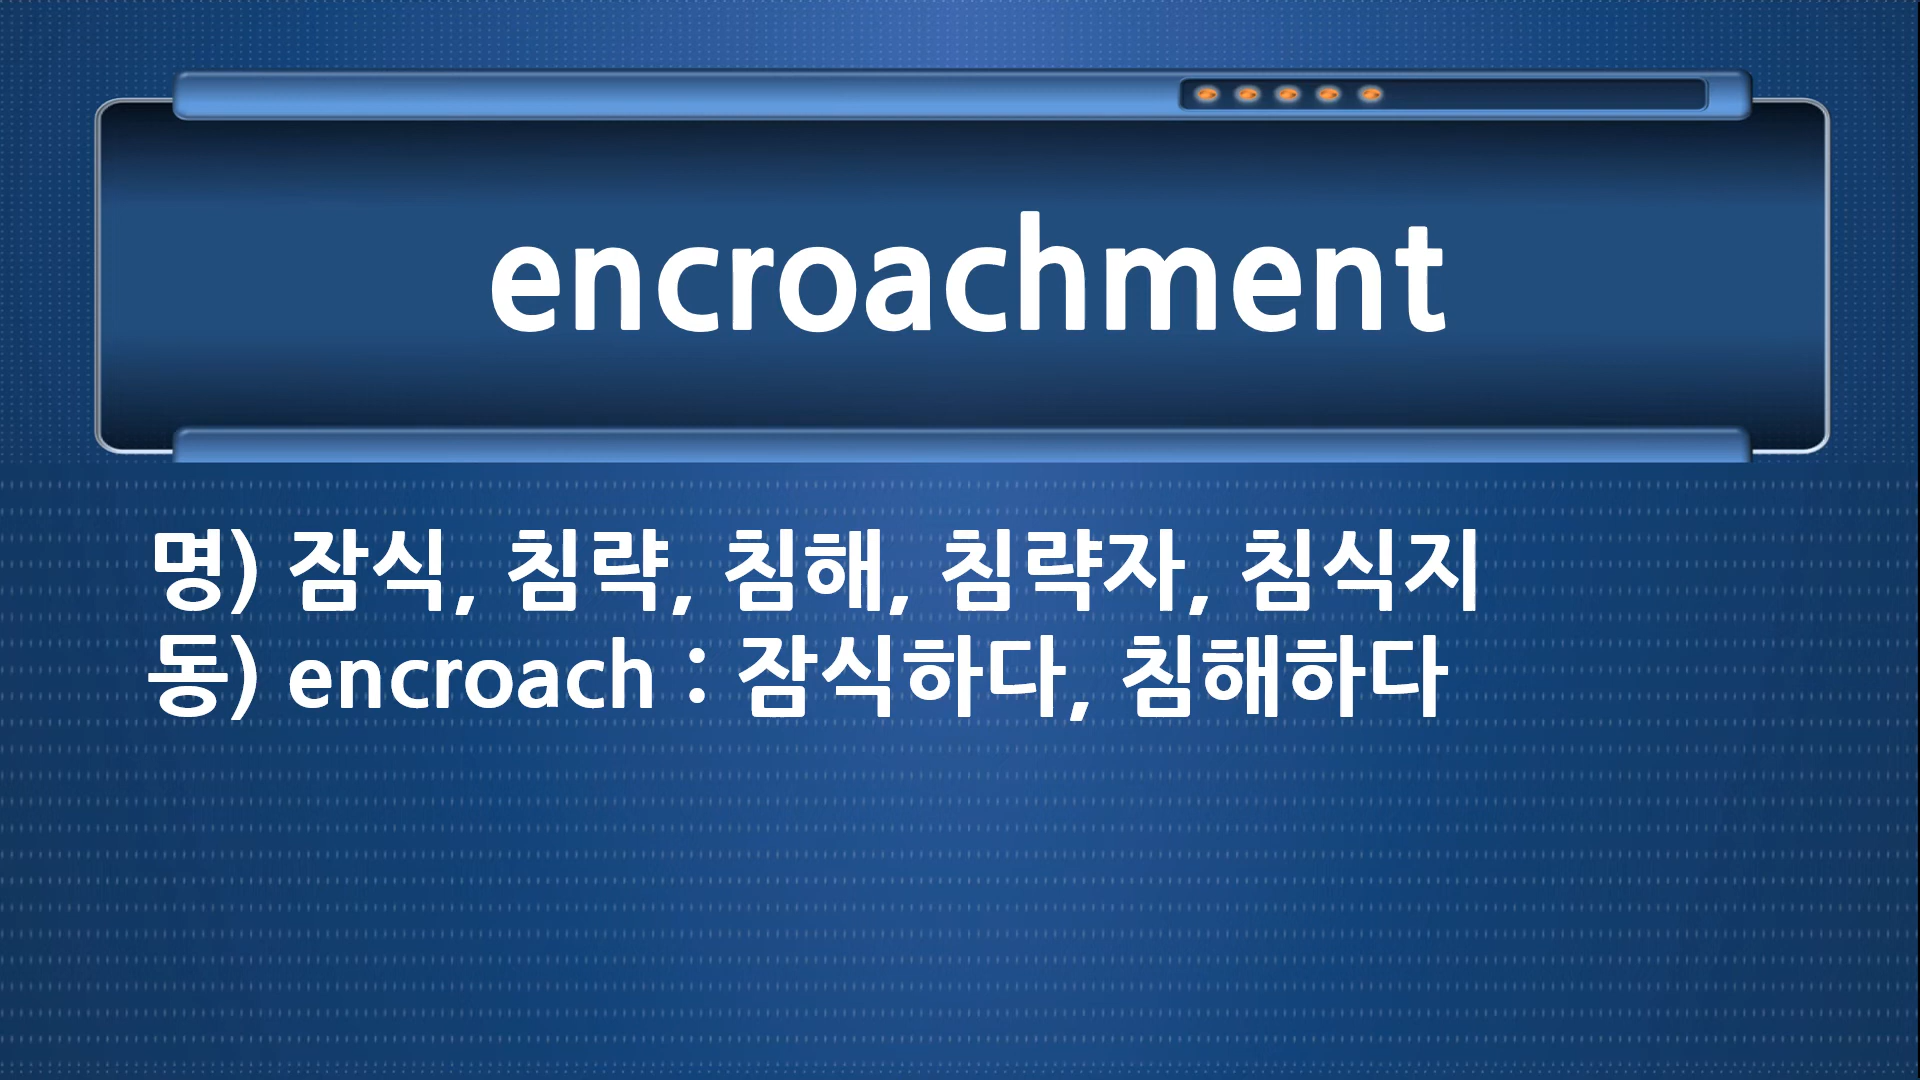 encroachment
명) 잠식, 침략, 침해, 침략자, 침식지
동) encroach : 잠식하다, 침해하다